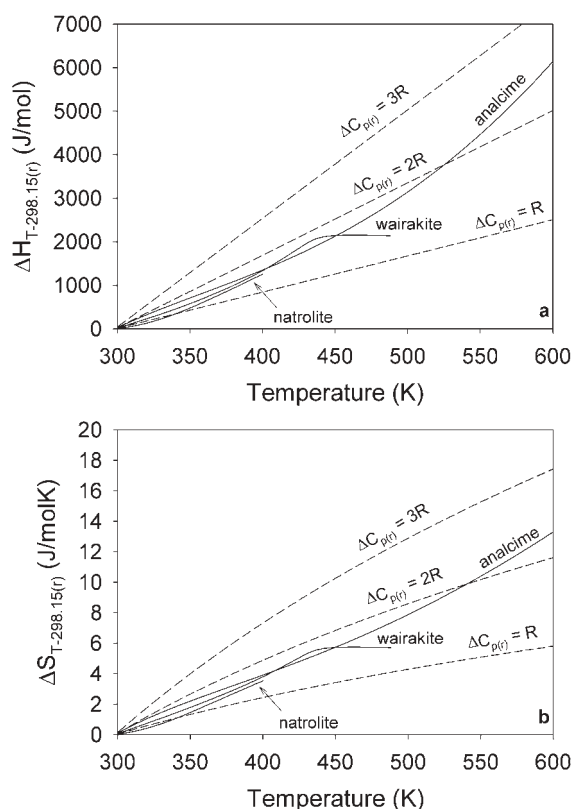 7000
6000
5000
4000
3000
2000
1000
0
ΔH_T-298.15(r) (J/mol)
ΔC_p(r) = 3R
analcime
ΔC_p(r) = 2R
wairakite
ΔC_p(r) = R
natrolite
a
300 350 400 450 500 550 600
Temperature (K)
20
18
16
14
12
10
8
6
4
2
0
ΔS_T-298.15(r) (J/molK)
ΔC_p(r) = 3R
analcime
ΔC_p(r) = 2R
wairakite
ΔC_p(r) = R
natrolite
b
300 350 400 450 500 550 600
Temperature (K)